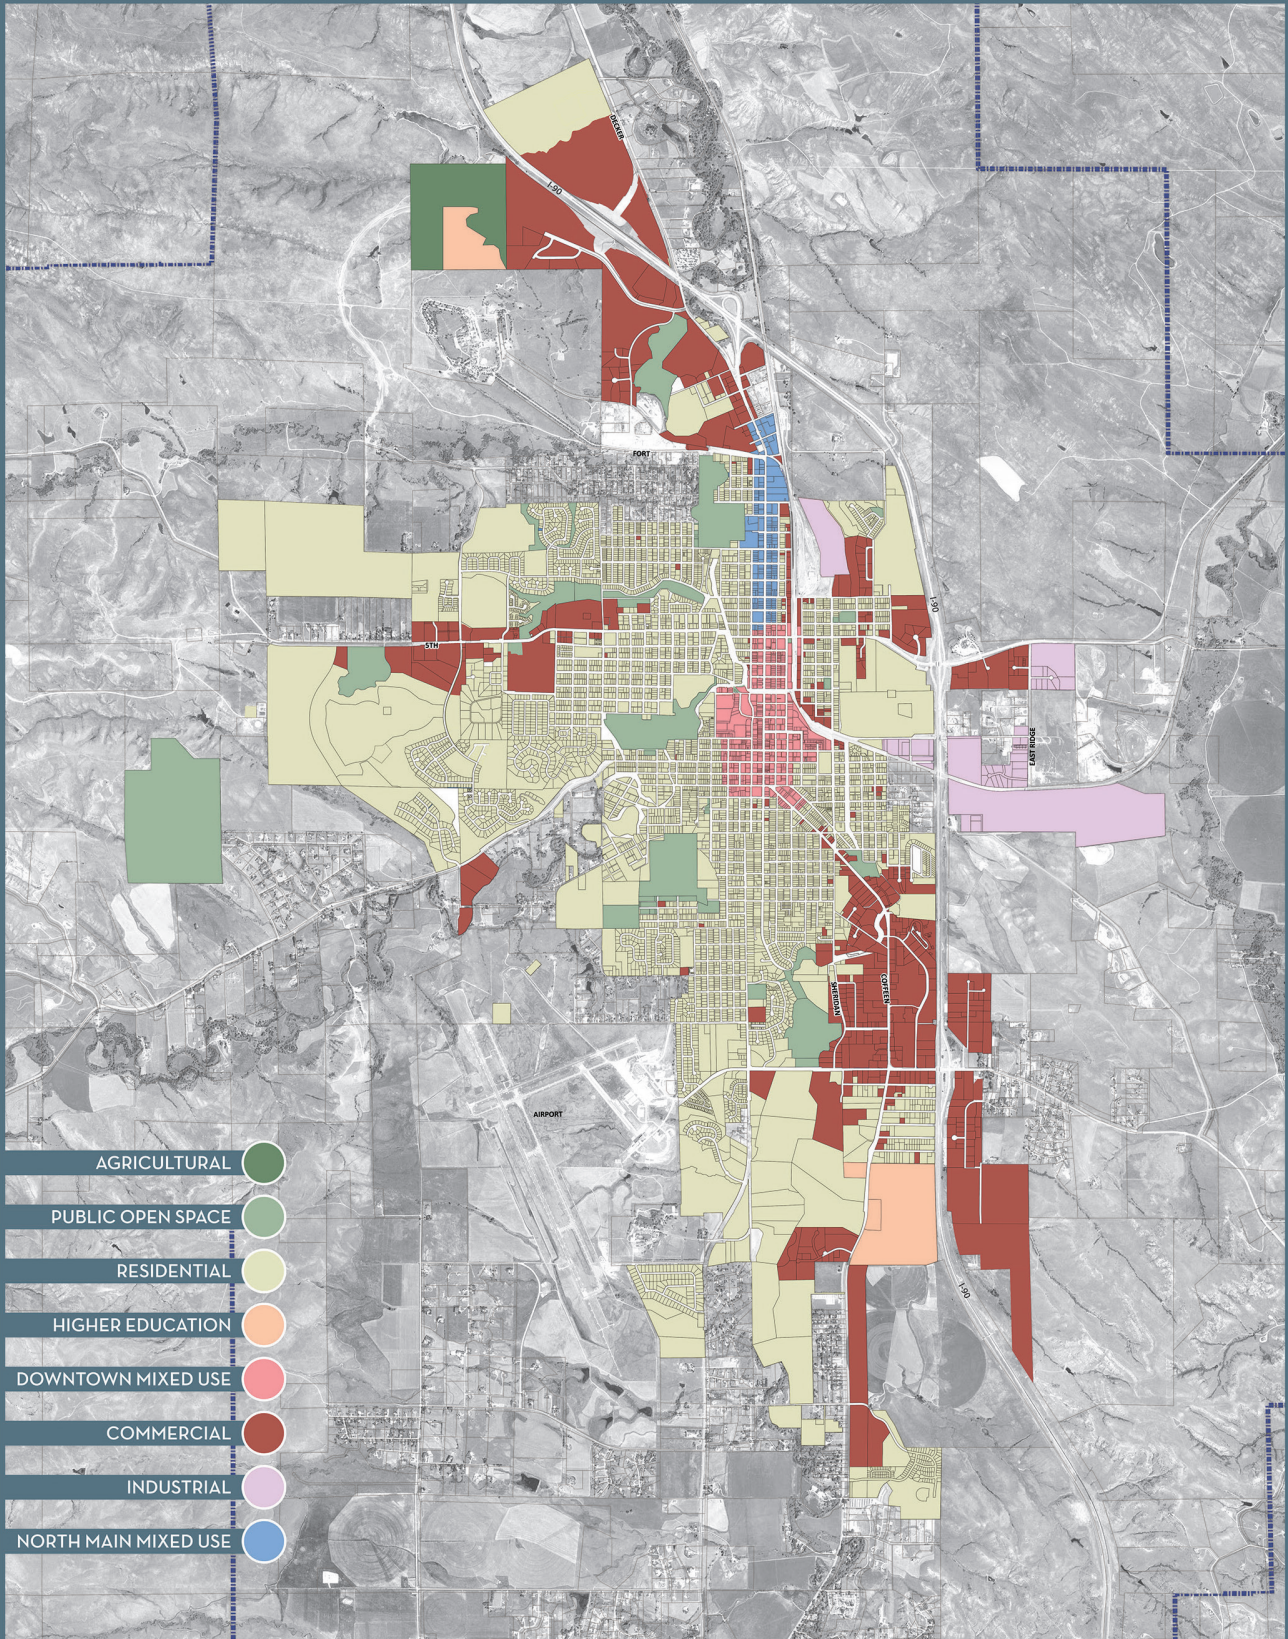 DECKER
I-90
FORT
I-90
5TH
EAST RIDGE
SHERIDAN
COFFEEN
AIRPORT
AGRICULTURAL
PUBLIC OPEN SPACE
RESIDENTIAL
I-90
HIGHER EDUCATION
DOWNTOWN MIXED USE
COMMERCIAL
INDUSTRIAL
NORTH MAIN MIXED USE